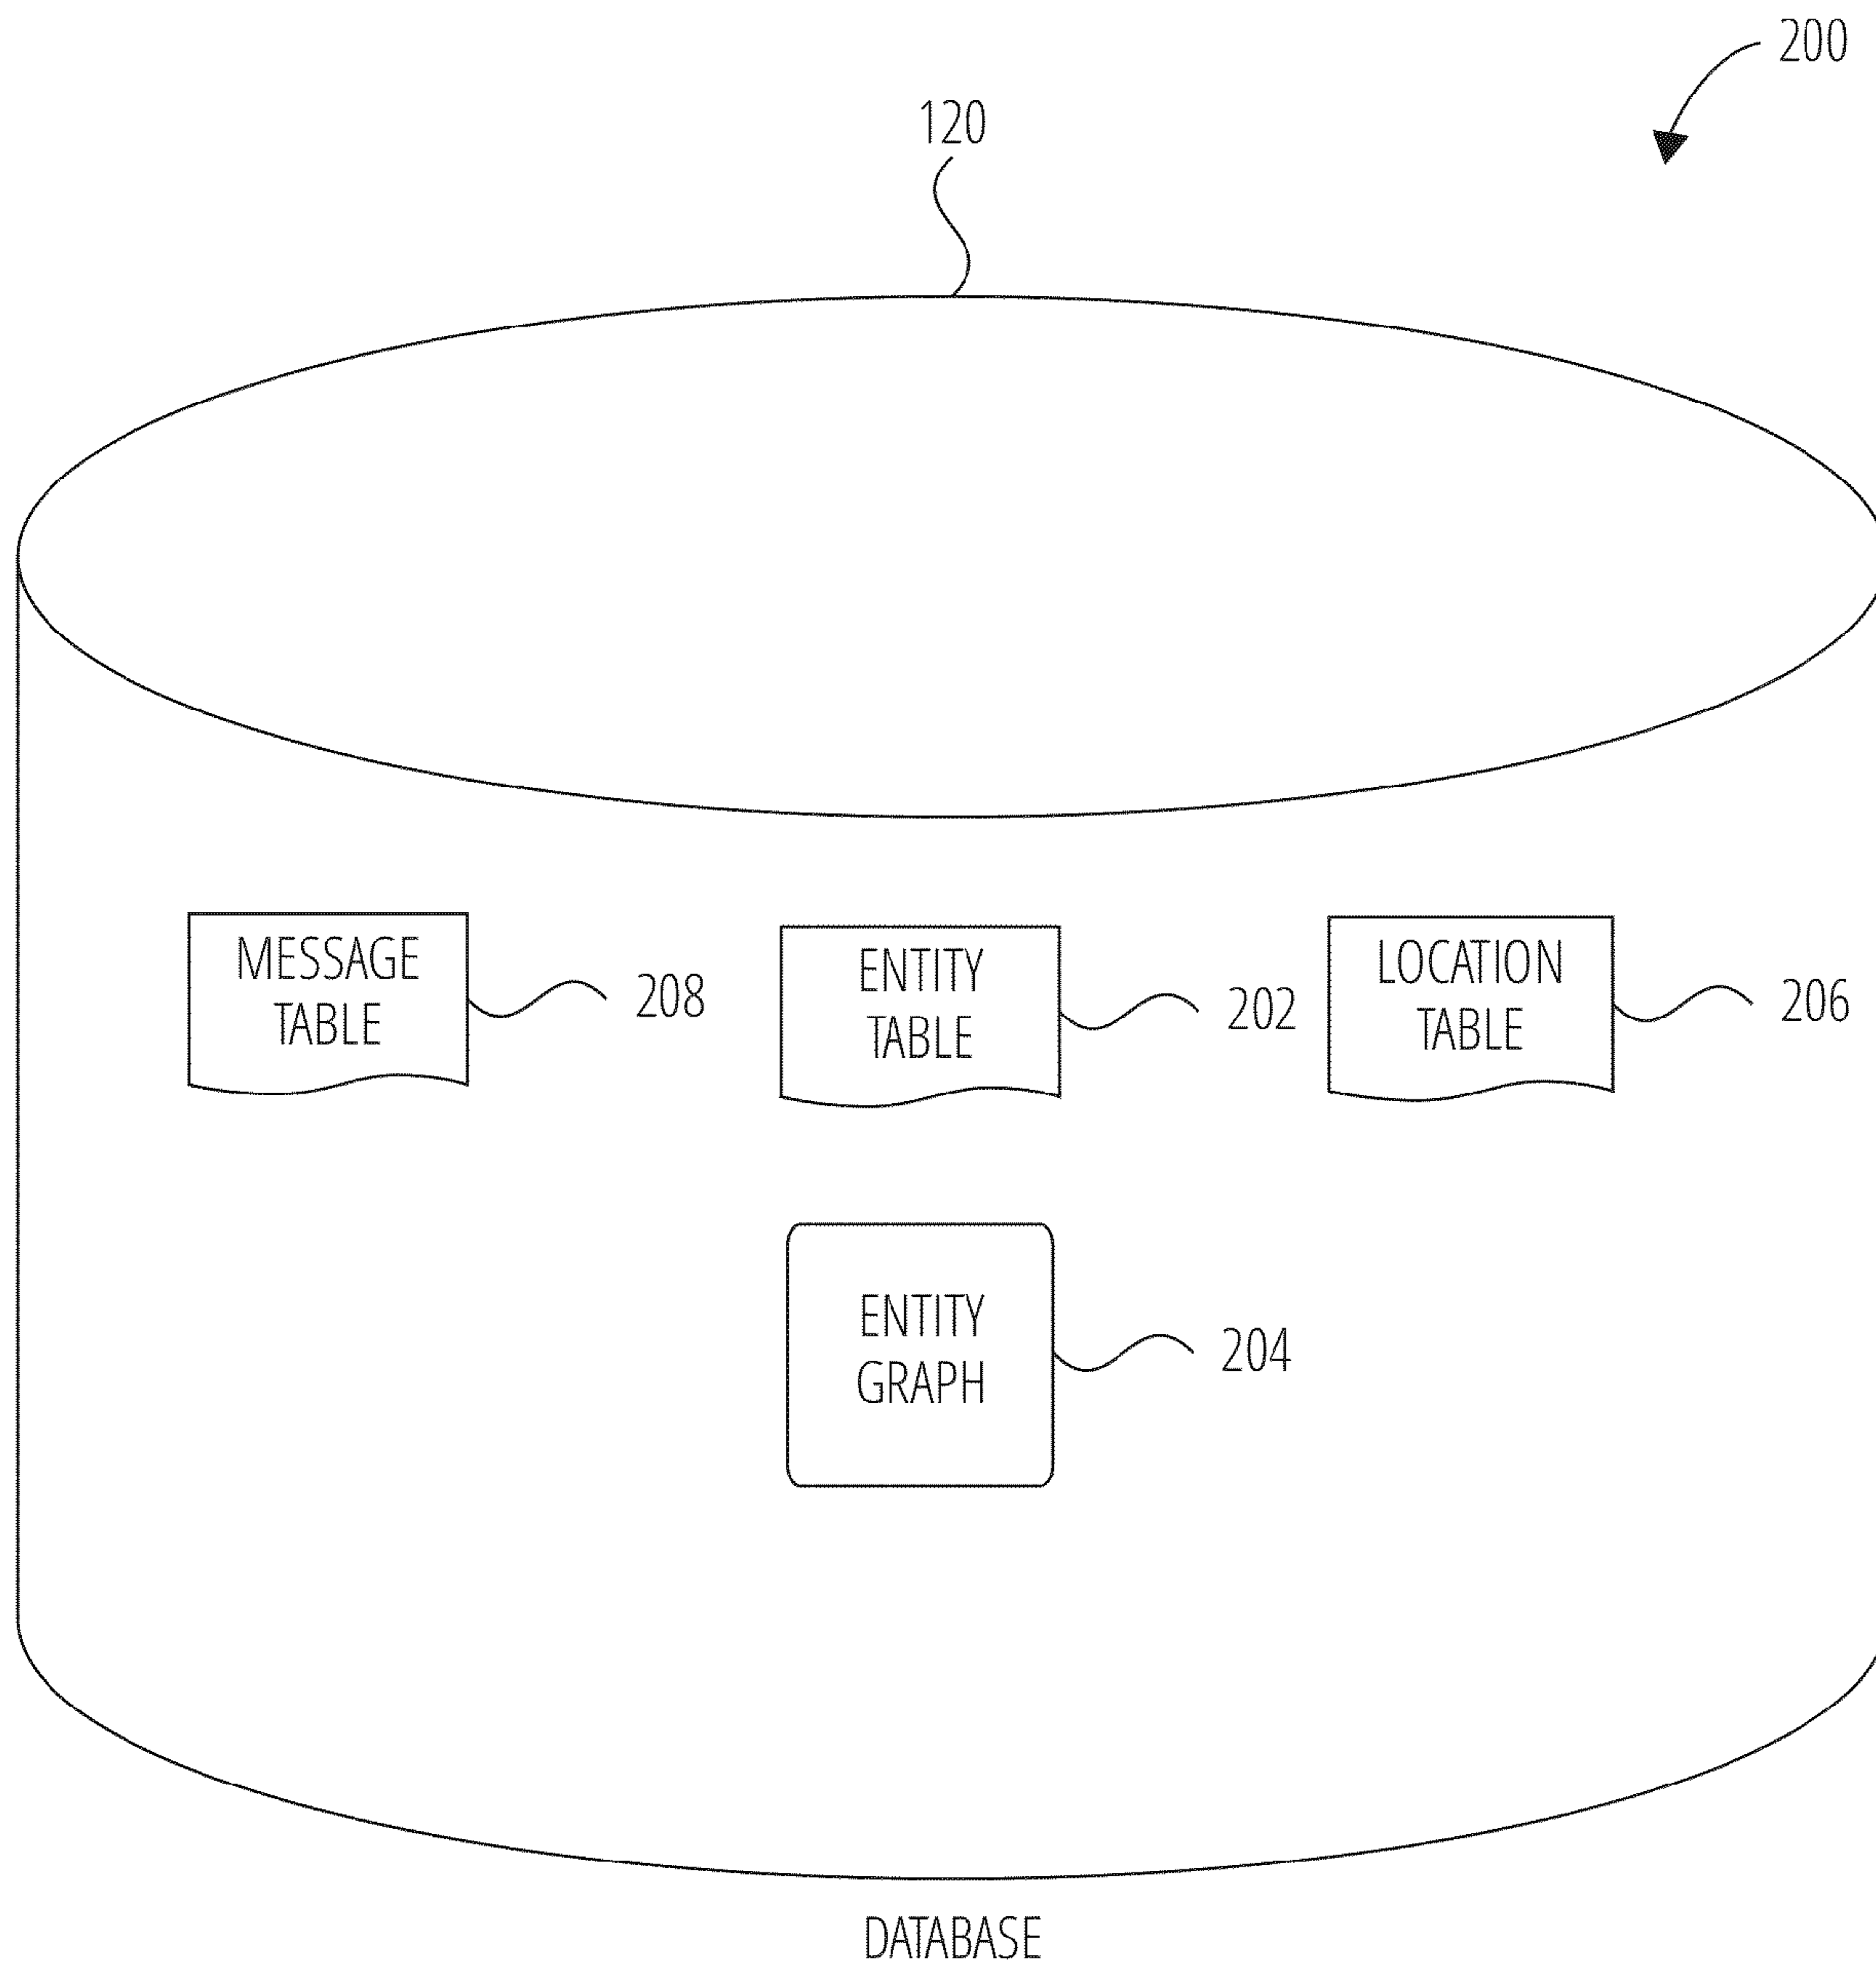 200
120
MESSAGE
TABLE
208
ENTITY
TABLE
202
LOCATION
TABLE
206
ENTITY
GRAPH
204
DATABASE